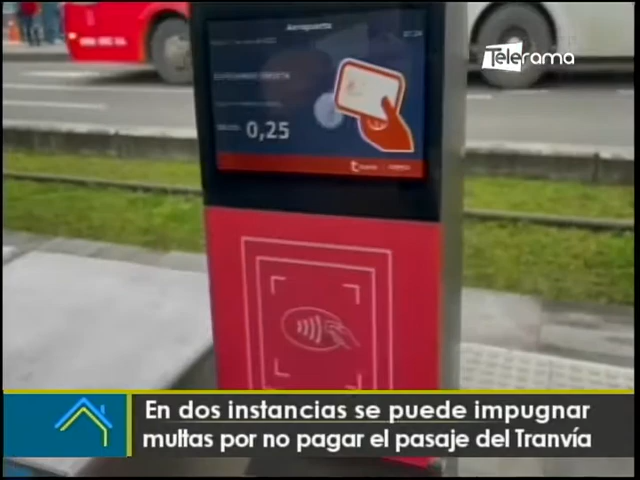 Telerama
Aeropuerto
0,25
En dos instancias se puede impugnar
multas por no pagar el pasaje del Tranvía